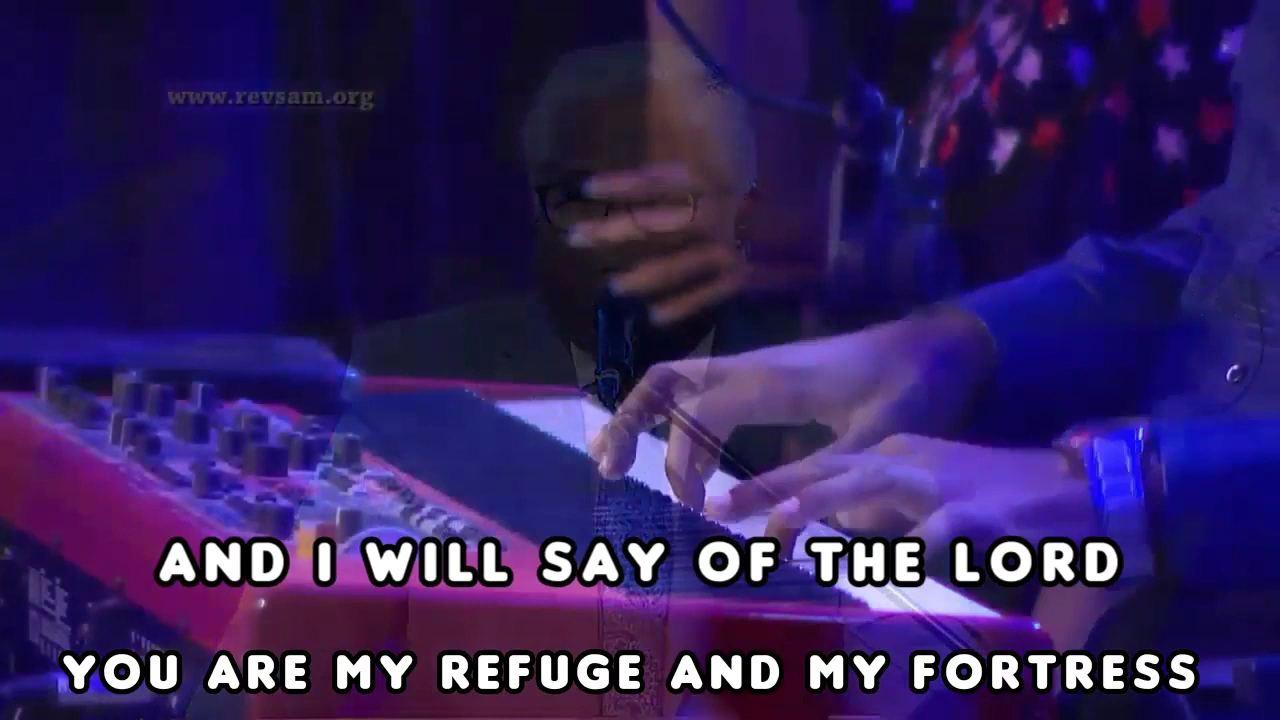 www.revsam.org
AND I WILL SAY OF THE LORD
YOU ARE MY REFUGE AND MY FORTRESS